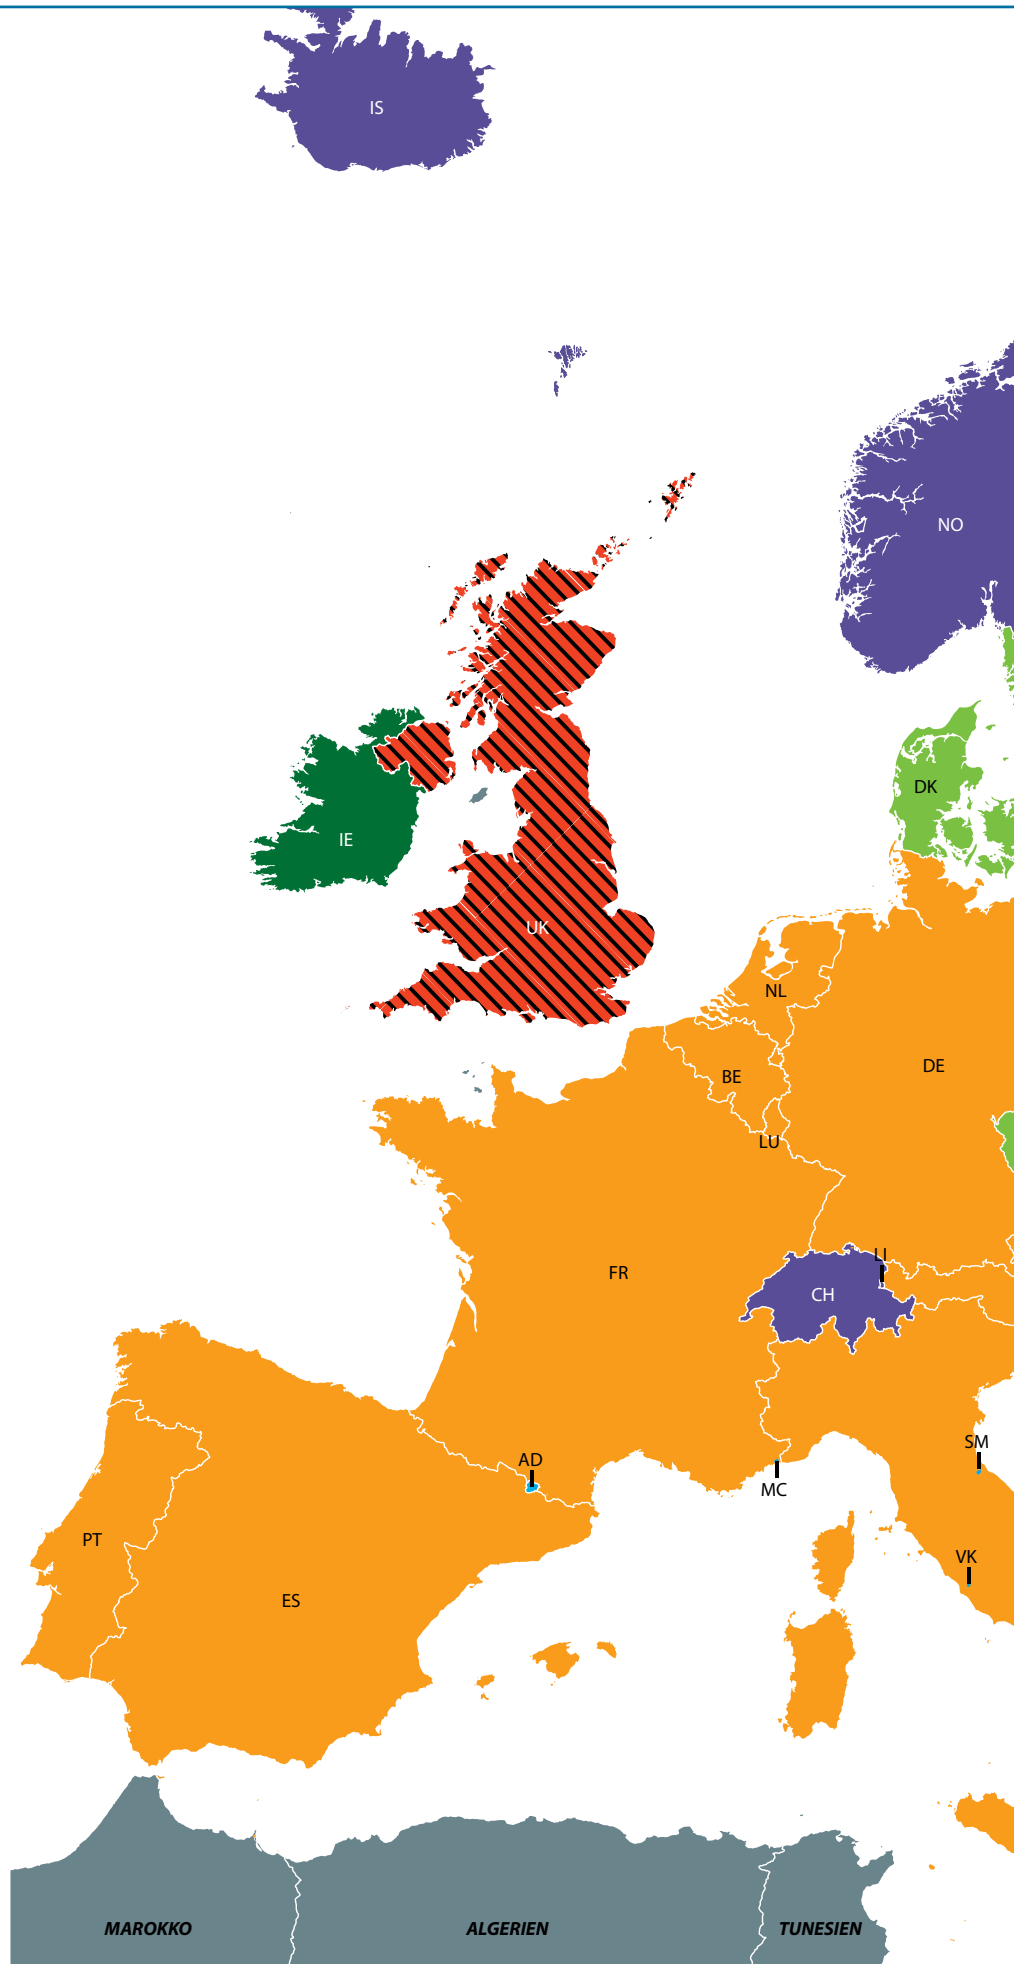 IS
NO
DK
IE
UK
NL
DE
BE
LU
LI
FR
CH
SM
AD
MC
PT
VK
ES
MAROKKO
ALGERIEN
TUNESIEN